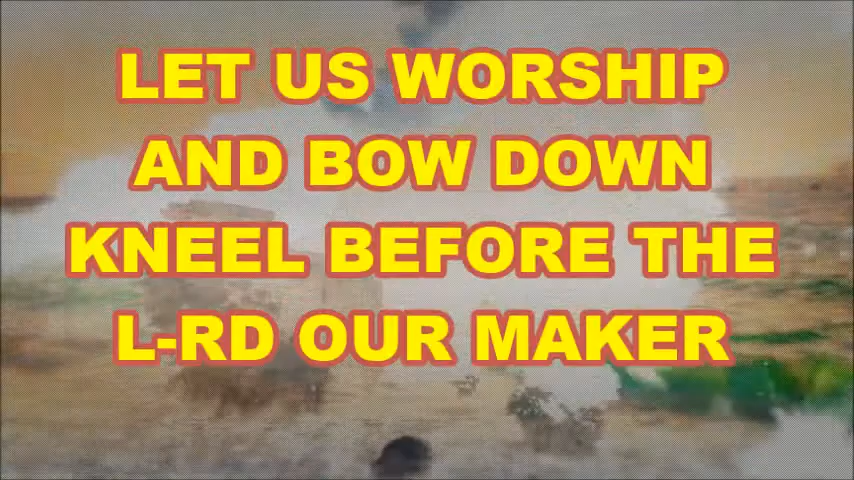 LET US WORSHIP
AND BOW DOWN
KNEEL BEFORE THE
L-RD OUR MAKER